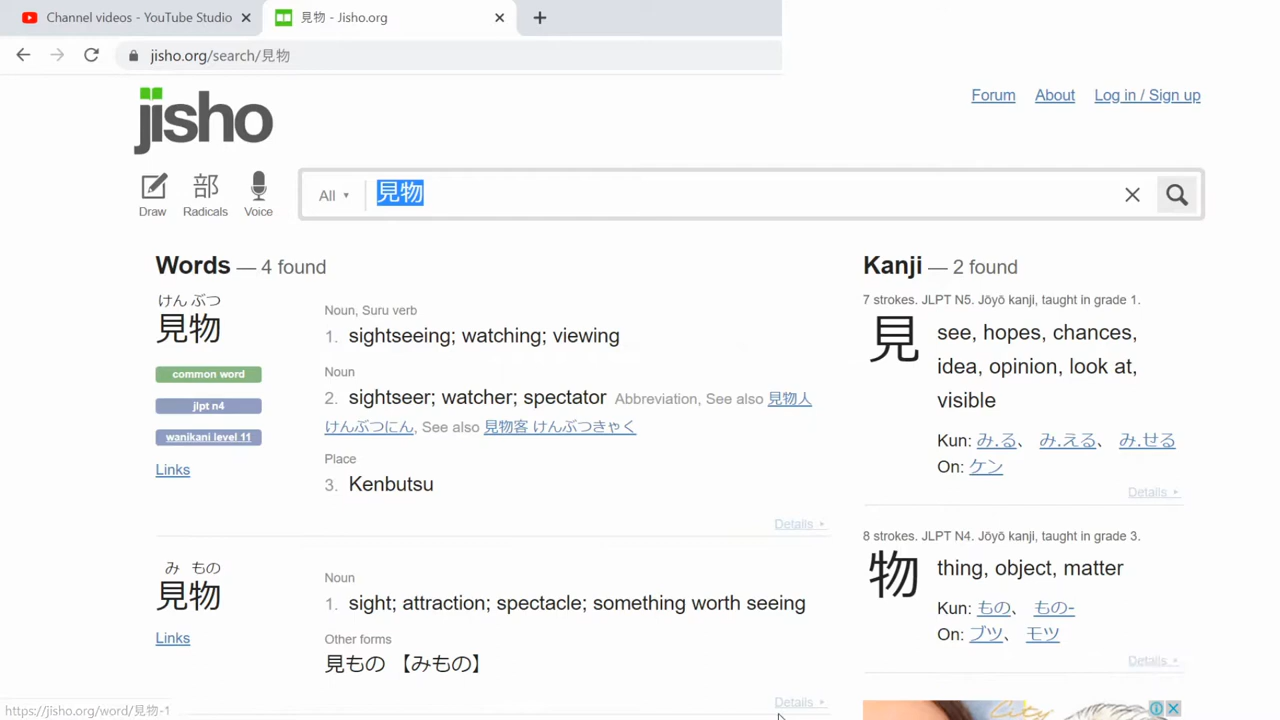 Channel videos - YouTube Studio
見物 - Jisho.org
jisho.org/search/見物
Forum About Log in / Sign up
jisho
Draw
部 Radicals
Voice
All ▾ 見物
Words — 4 found
けん ぶつ
見物
common word
jlpt n4
wanikani level 11
Links
Noun, Suru verb
1. sightseeing; watching; viewing
Noun
2. sightseer; watcher; spectator Abbreviation, See also 見物人
けんぶつにん, See also 見物客 けんぶつきゃく
Place
3. Kenbutsu
Details ▸
み もの
見物
Links
Noun
1. sight; attraction; spectacle; something worth seeing
Other forms
見もの 【みもの】
Details ▸
Kanji — 2 found
7 strokes. JLPT N5. Jōyō kanji, taught in grade 1.
見
see, hopes, chances,
idea, opinion, look at,
visible
Kun: み.る、 み.える、 み.せる
On: ケン
Details ▸
8 strokes. JLPT N4. Jōyō kanji, taught in grade 3.
物
thing, object, matter
Kun: もの、 もの-
On: ブツ、 モツ
Details ▸
City
https://jisho.org/word/見物-1